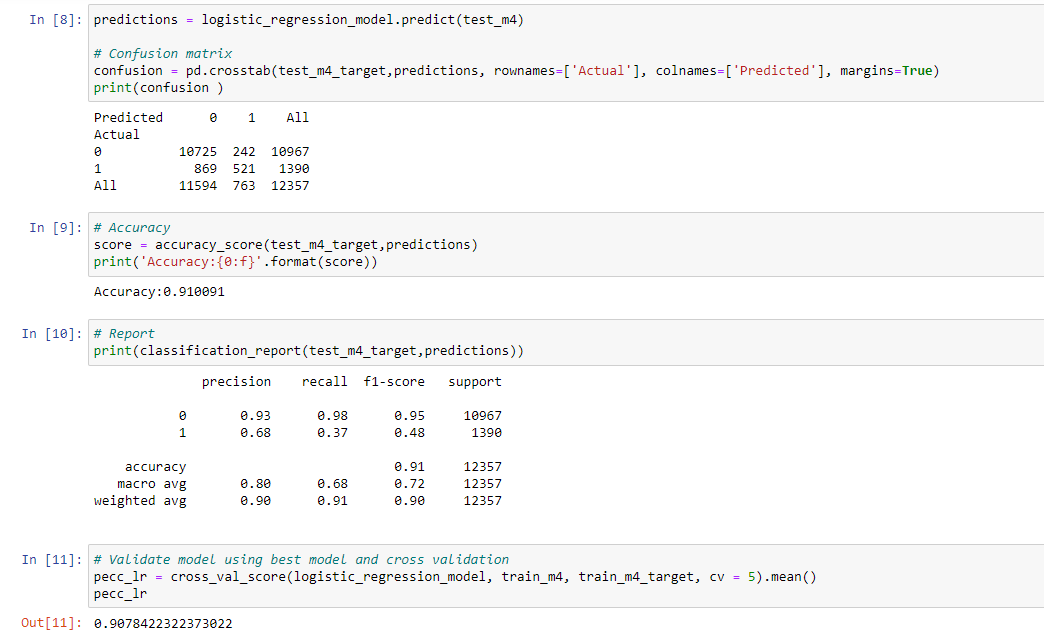 In [8]: predictions = logistic_regression_model.predict(test_m4)
# Confusion matrix
confusion = pd.crosstab(test_m4_target,predictions, rownames=['Actual'], colnames=['Predicted'], margins=True)
print(confusion )
Predicted 0 1 All
Actual
0 10725 242 10967
1 869 521 1390
All 11594 763 12357
In [9]: # Accuracy
score = accuracy_score(test_m4_target,predictions)
print('Accuracy:{0:f}'.format(score))
Accuracy:0.910091
In [10]: # Report
print(classification_report(test_m4_target,predictions))
precision recall f1-score support
0 0.93 0.98 0.95 10967
1 0.68 0.37 0.48 1390
accuracy 0.91 12357
macro avg 0.80 0.68 0.72 12357
weighted avg 0.90 0.91 0.90 12357
In [11]: # Validate model using best model and cross validation
pecc_lr = cross_val_score(logistic_regression_model, train_m4, train_m4_target, cv = 5).mean()
pecc_lr
Out[11]: 0.9078422322373022